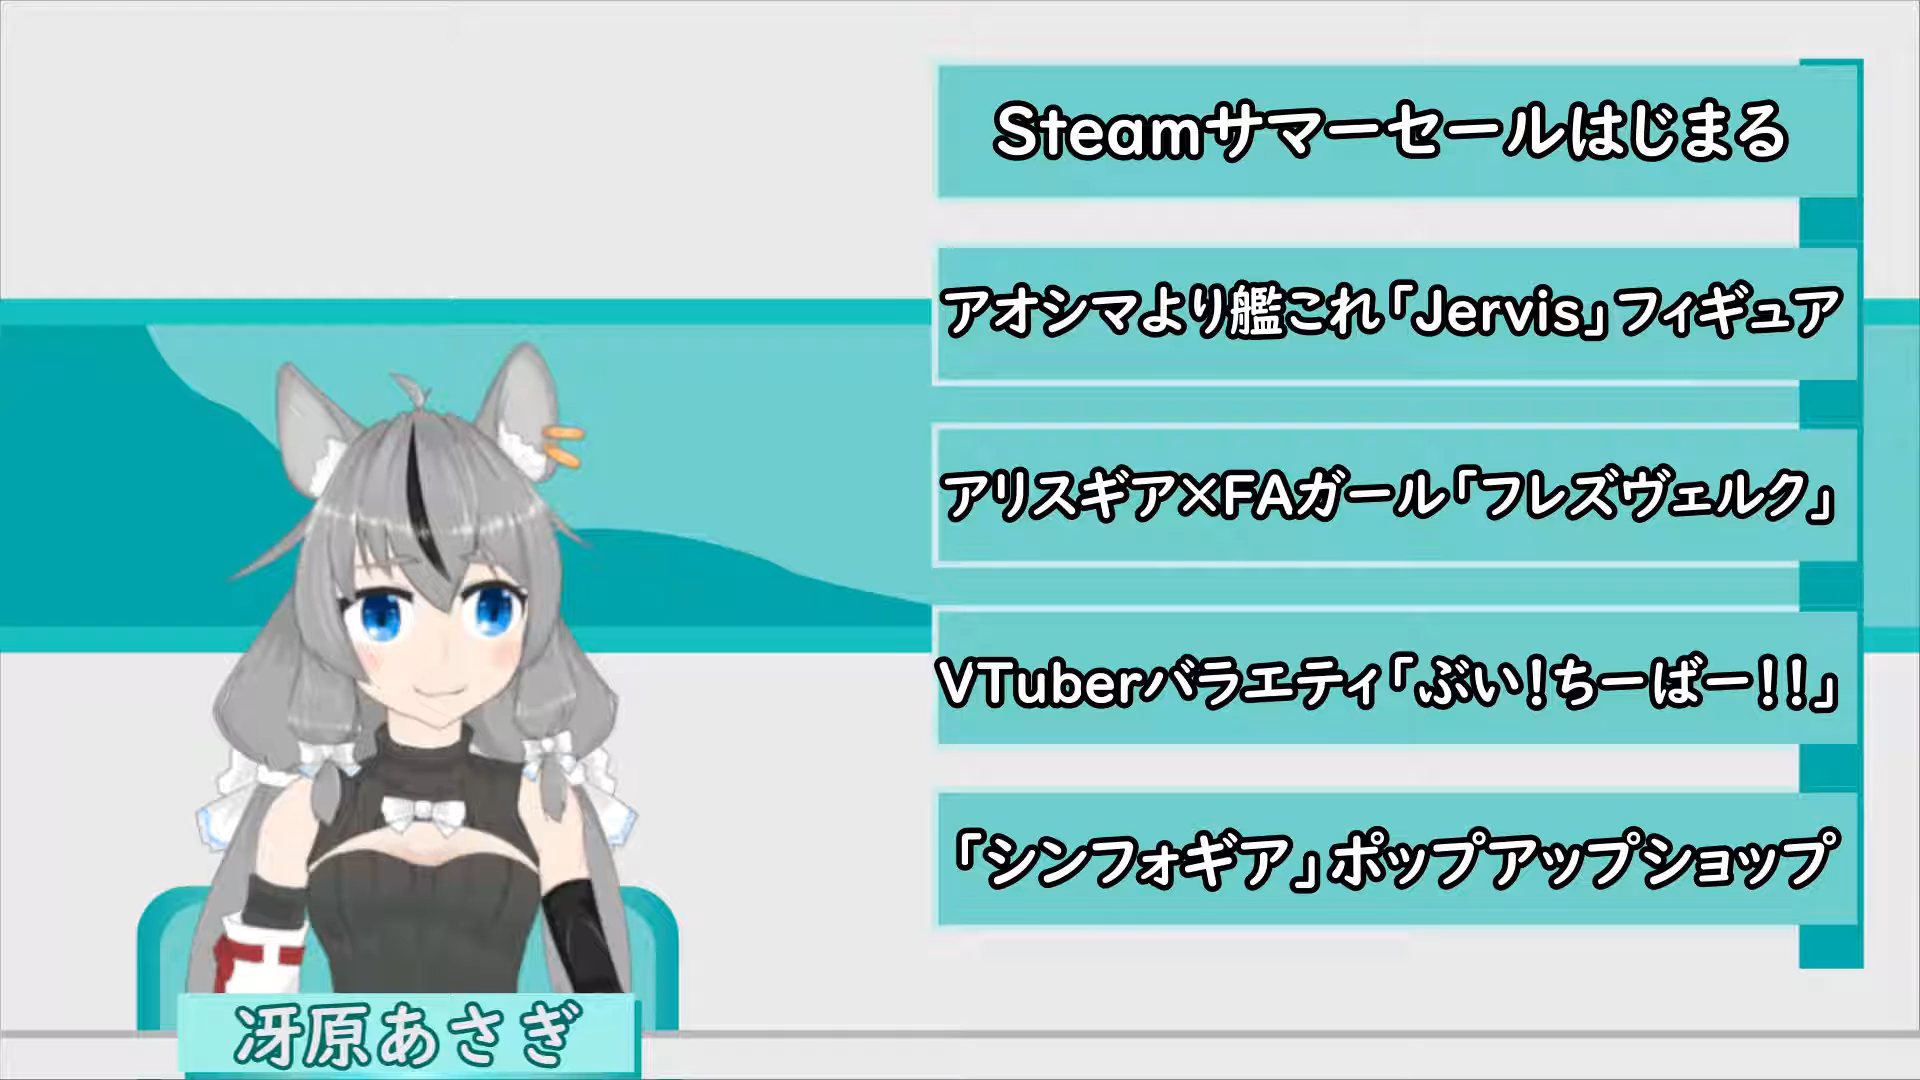 Steamサマーセールはじまる
アオシマより艦これ「Jervis」フィギュア
アリスギア×FAガール「フレズヴェルク」
VTuberバラエティ「ぶい!ちーばー!!」
「シンフォギア」ポップアップショップ
冴原あさぎ